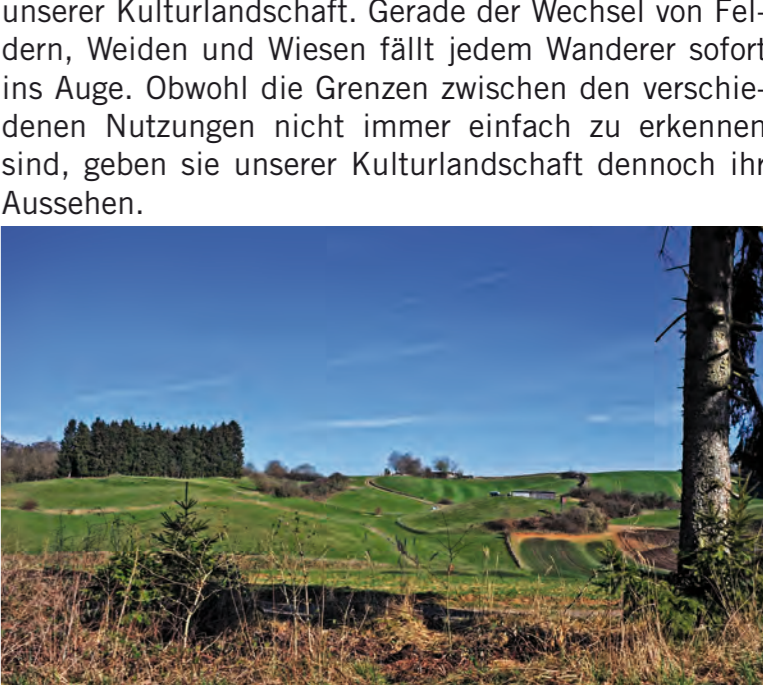 unserer Kulturlandschaft. Gerade der Wechsel von Fel-
dern, Weiden und Wiesen fällt jedem Wanderer sofort
ins Auge. Obwohl die Grenzen zwischen den verschie-
denen Nutzungen nicht immer einfach zu erkennen
sind, geben sie unserer Kulturlandschaft dennoch ihr
Aussehen.